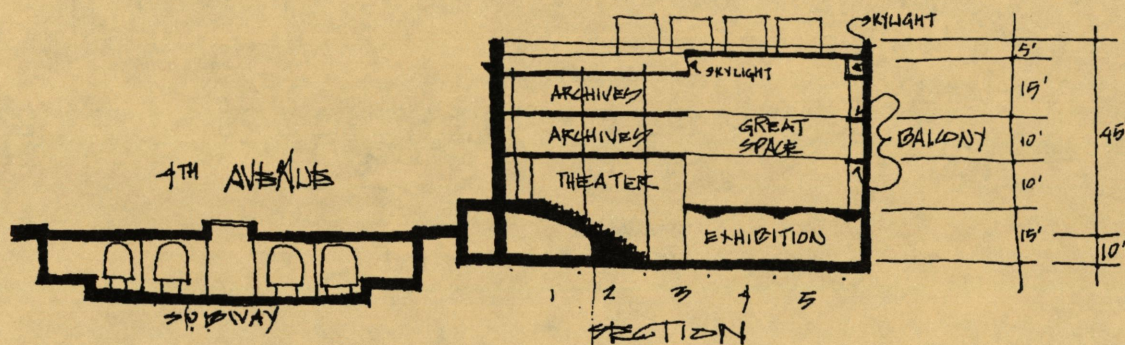 SKYLIGHT
5'
SKYLIGHT
ARCHIVES
15'
ARCHIVES
GREAT
SPACE
BALCONY
10'
45
4TH AVENUE
THEATER
10'
EXHIBITION
15'
10'
1 2 3 4 5
SUBWAY
SECTION